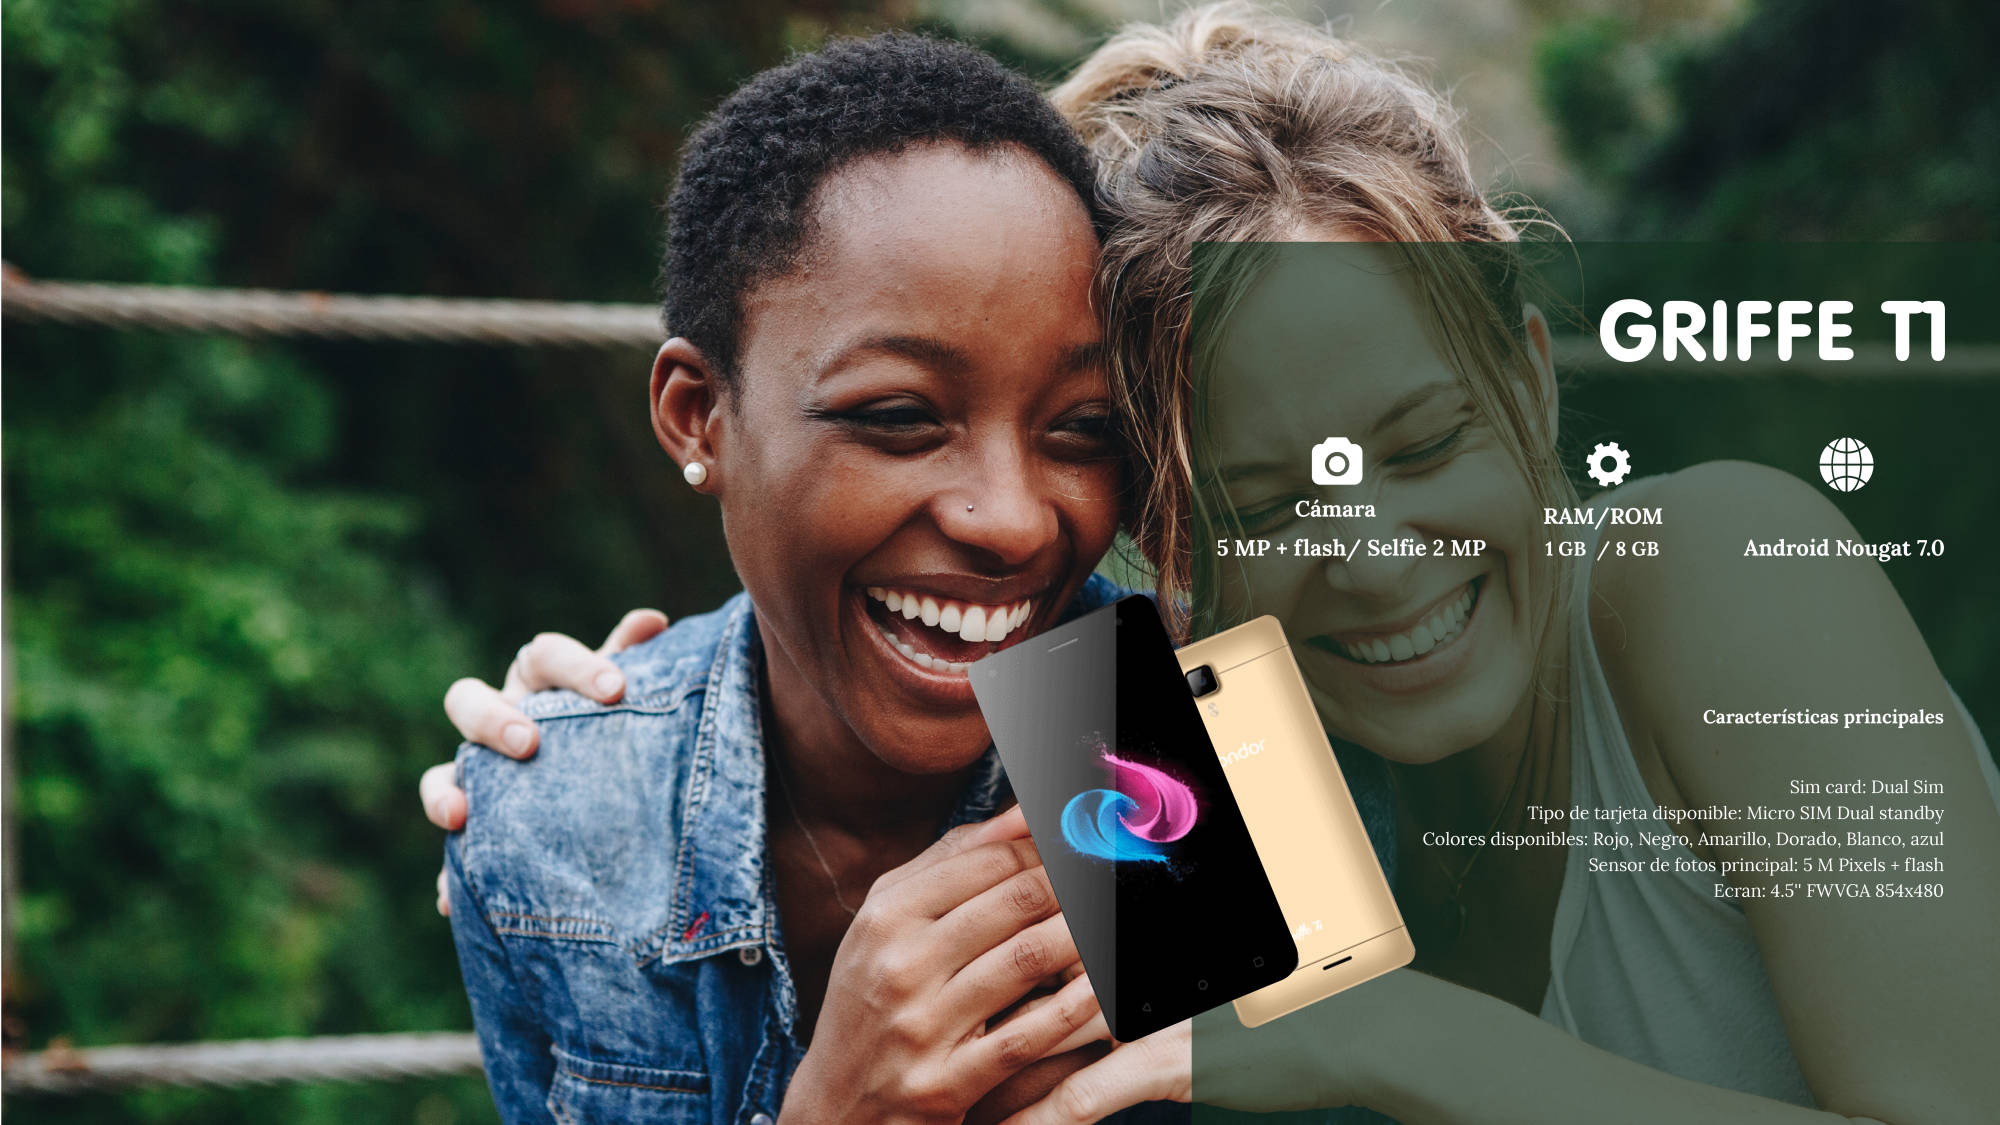 GRIFFE T1
Cámara
5 MP + flash/ Selfie 2 MP
RAM/ROM
1 GB / 8 GB
Android Nougat 7.0
Características principales
Sim card: Dual Sim
Tipo de tarjeta disponible: Micro SIM Dual standby
Colores disponibles: Rojo, Negro, Amarillo, Dorado, Blanco, azul
Sensor de fotos principal: 5 M Pixels + flash
Ecran: 4.5" FWVGA 854x480
ondor